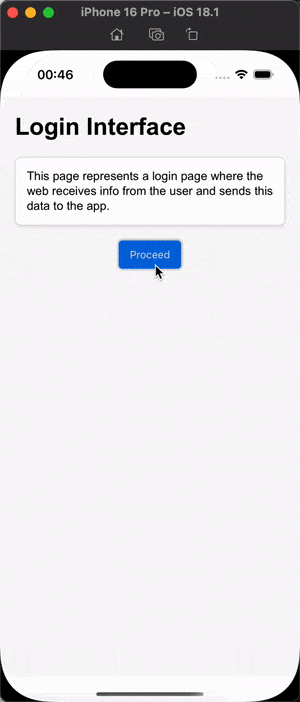 iPhone 16 Pro – iOS 18.1
00:46
Login Interface
This page represents a login page where the
web receives info from the user and sends this
data to the app.
Proceed